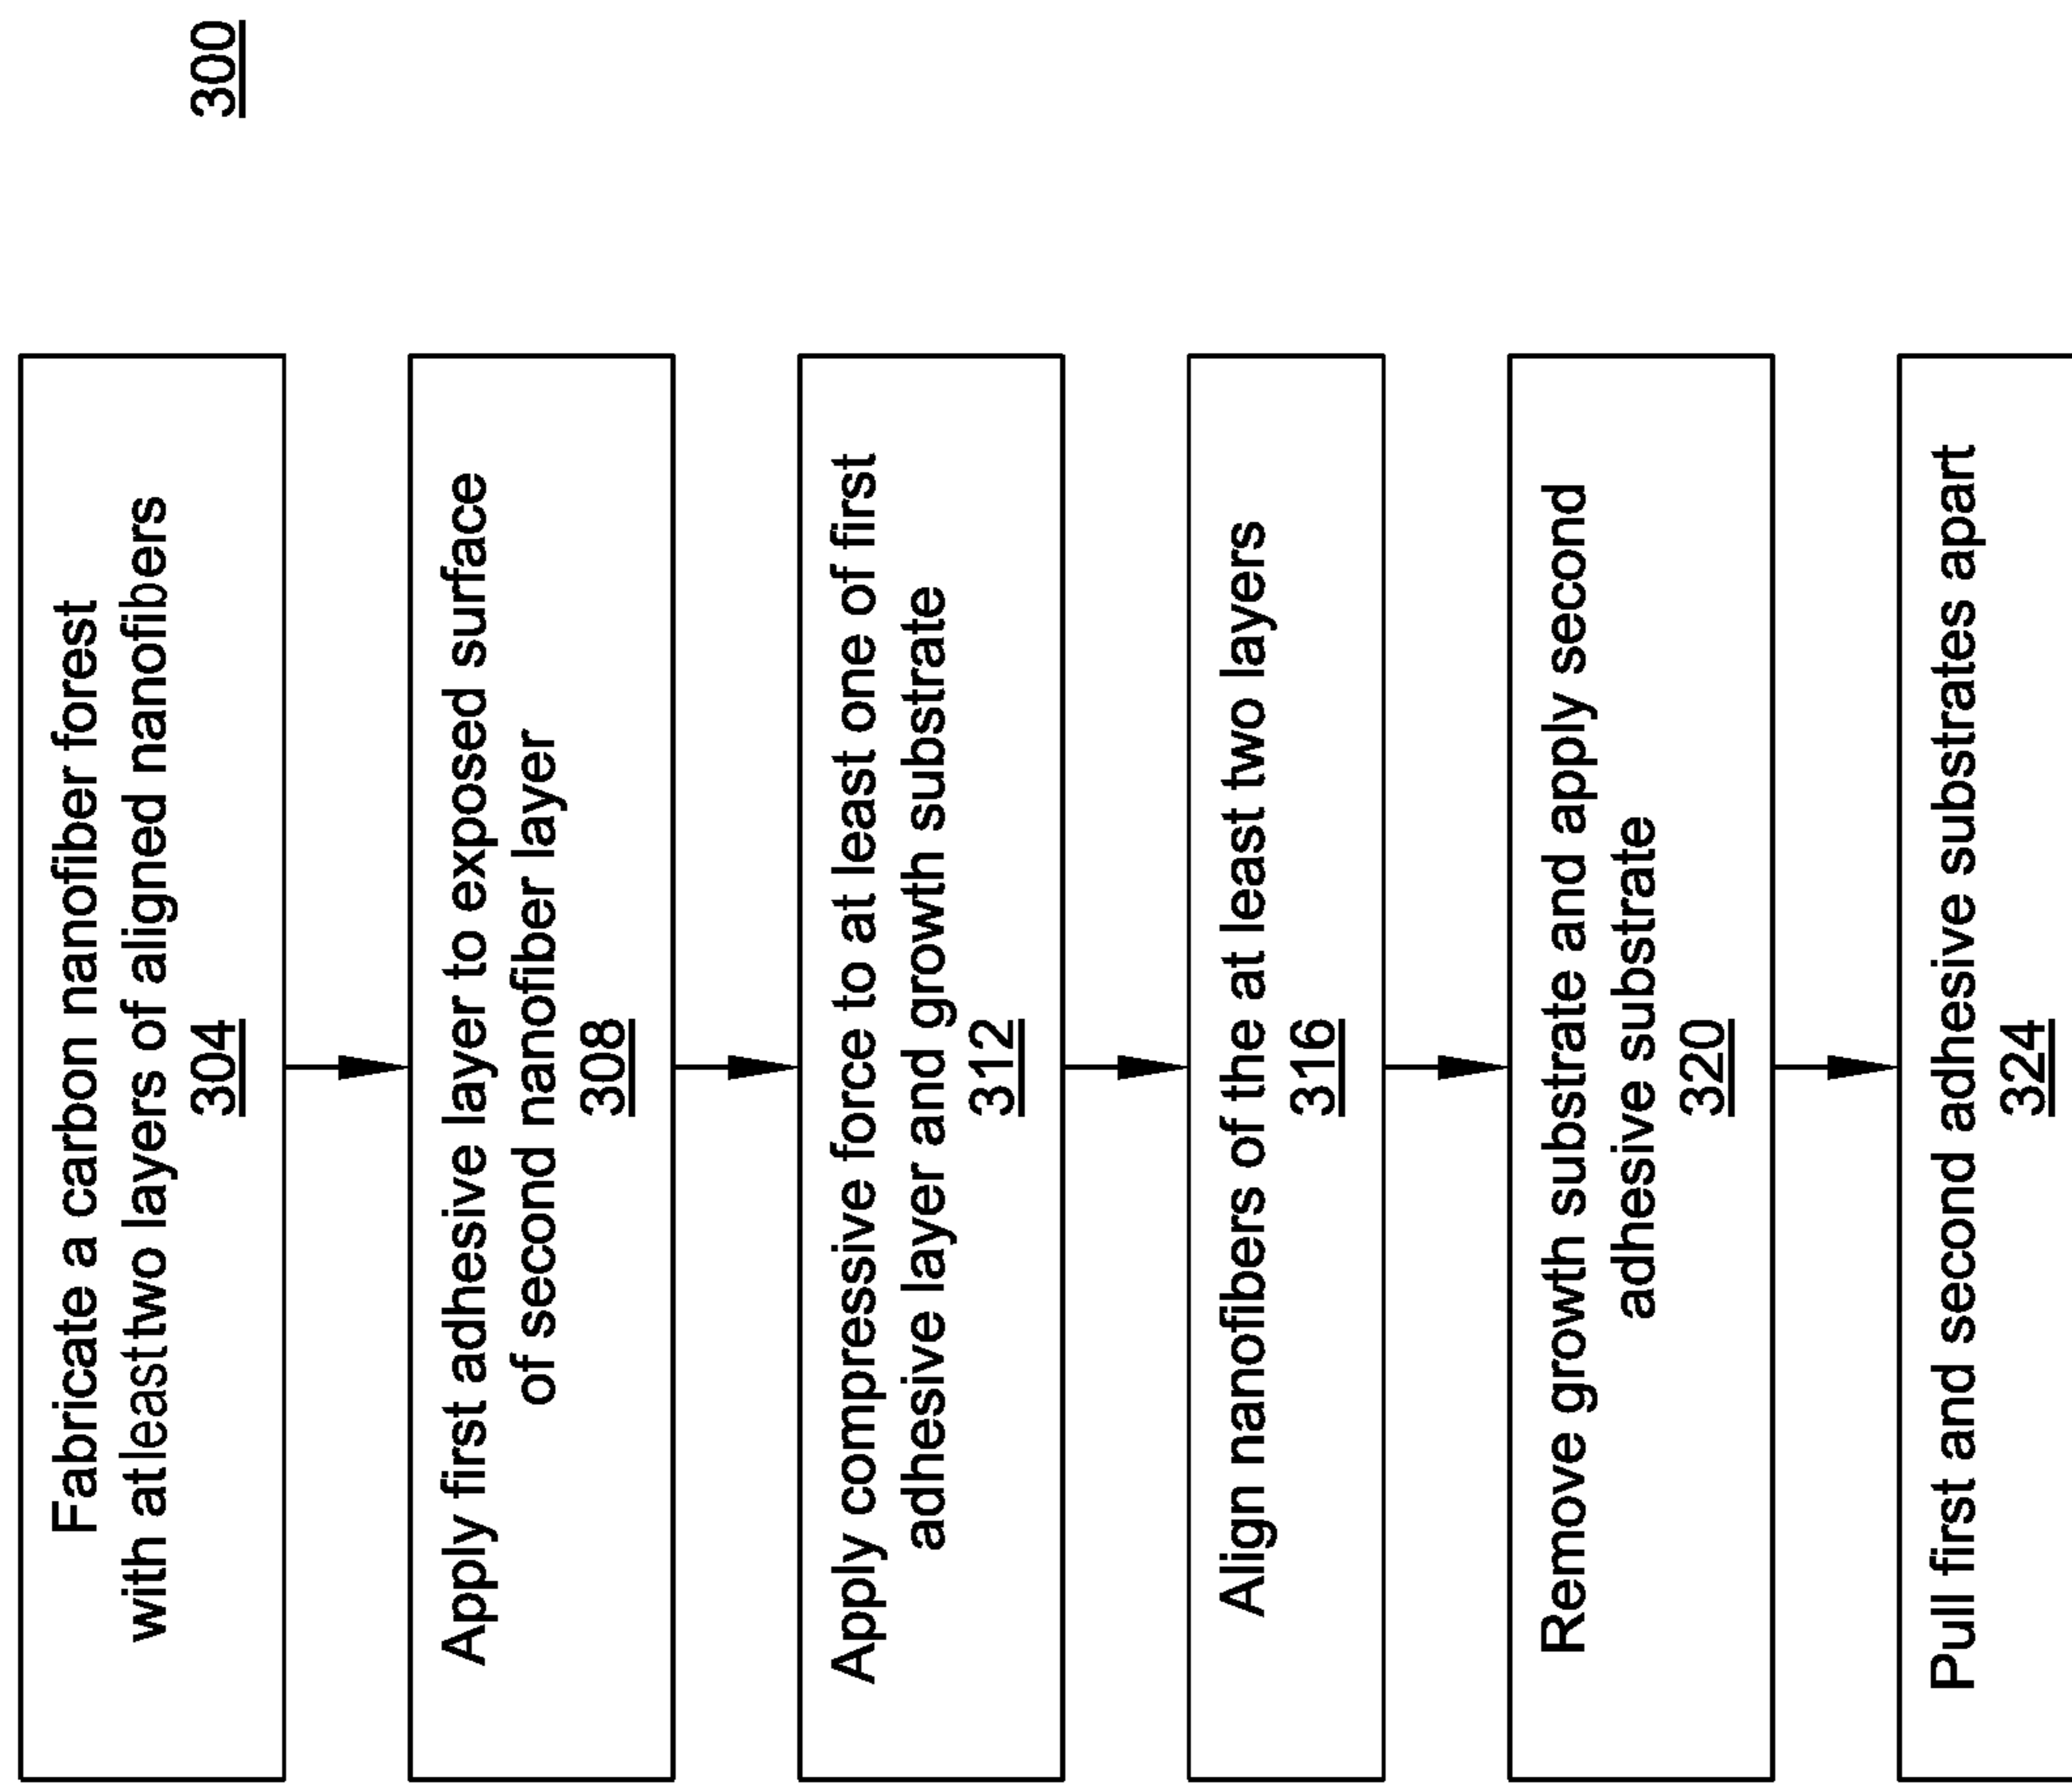 300
Fabricate a carbon nanofiber forest
with atleast two layers of aligned nanofibers
304
Apply first adhesive layer to exposed surface
of second nanofiber layer
308
Apply compressive force to at least one of first
adhesive layer and growth substrate
312
Align nanofibers of the at least two layers
316
Remove growth substrate and apply second
adhesive substrate
320
Pull first and second adhesive substrates apart
324